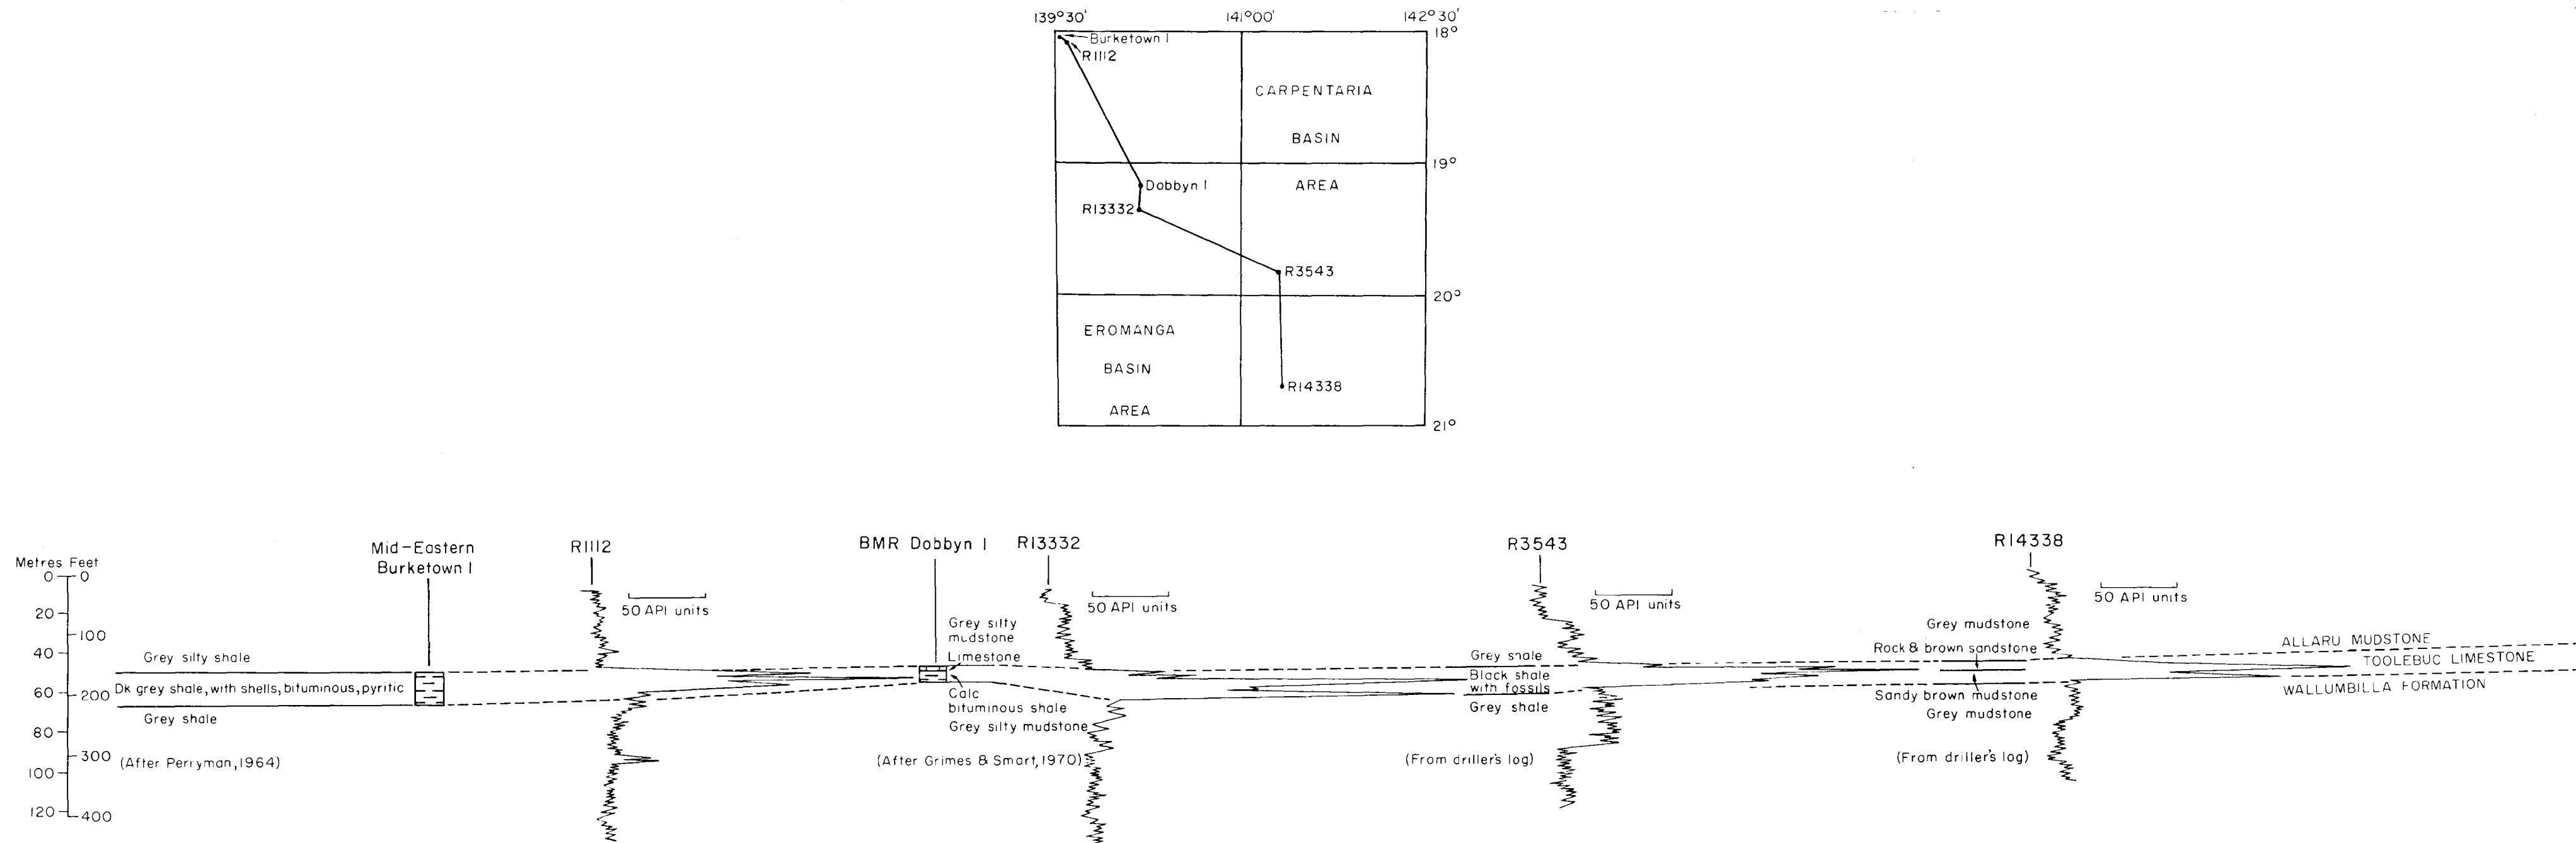 139°30' 141°00' 142°30'
18°
Burketown 1
R1112
CARPENTARIA
BASIN
19°
Dobbyn 1
AREA
R13332
R3543
20°
EROMANGA
BASIN
R14338
AREA
21°
Mid-Eastern
Burketown 1
R1112
BMR Dobbyn 1
R13332
R3543
R14338
Metres Feet
0 0
20
100
40
60
200
80
300
100
120
400
50 API units
50 API units
50 API units
50 API units
Grey silty shale
Dk grey shale, with shells, bituminous, pyritic
Grey shale
(After Perryman, 1964)
Grey silty
mudstone
Limestone
Calc
bituminous shale
Grey silty mudstone
(After Grimes & Smart, 1970)
Grey shale
Black shale
with fossils
Grey shale
(From driller's log)
Grey mudstone
Rock & brown sandstone
Sandy brown mudstone
Grey mudstone
(From driller's log)
ALLARU MUDSTONE
TOOLEBUC LIMESTONE
WALLUMBILLA FORMATION